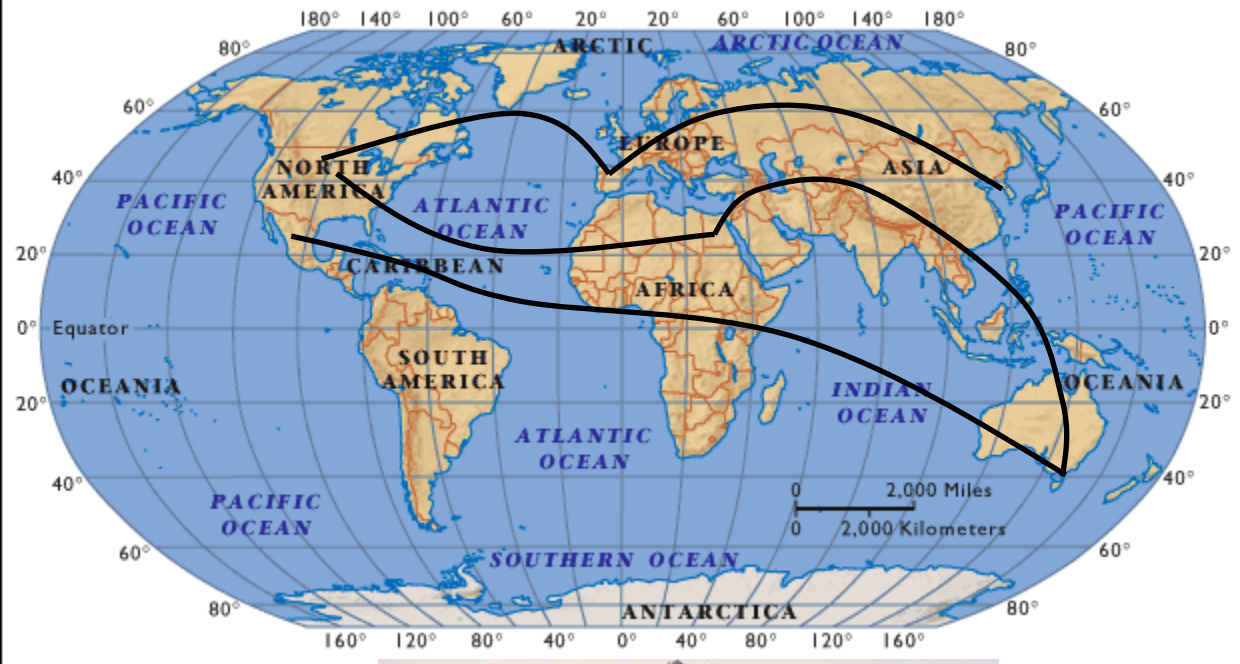 180° 140° 100° 60° 20° 20° 60° 100° 140° 180°
ARCTIC
ARCTIC OCEAN
80°
80°
60°
60°
EUROPE
NORTH
AMERICA
ASIA
40°
40°
PACIFIC
OCEAN
ATLANTIC
OCEAN
PACIFIC
OCEAN
20°
20°
CARIBBEAN
AFRICA
0°
Equator
0°
SOUTH
AMERICA
OCEANIA
OCEANIA
INDIAN
OCEAN
20°
20°
ATLANTIC
OCEAN
40°
40°
PACIFIC
OCEAN
0 2,000 Miles
0 2,000 Kilometers
60°
60°
SOUTHERN OCEAN
80°
80°
ANTARCTICA
160° 120° 80° 40° 0° 40° 80° 120° 160°